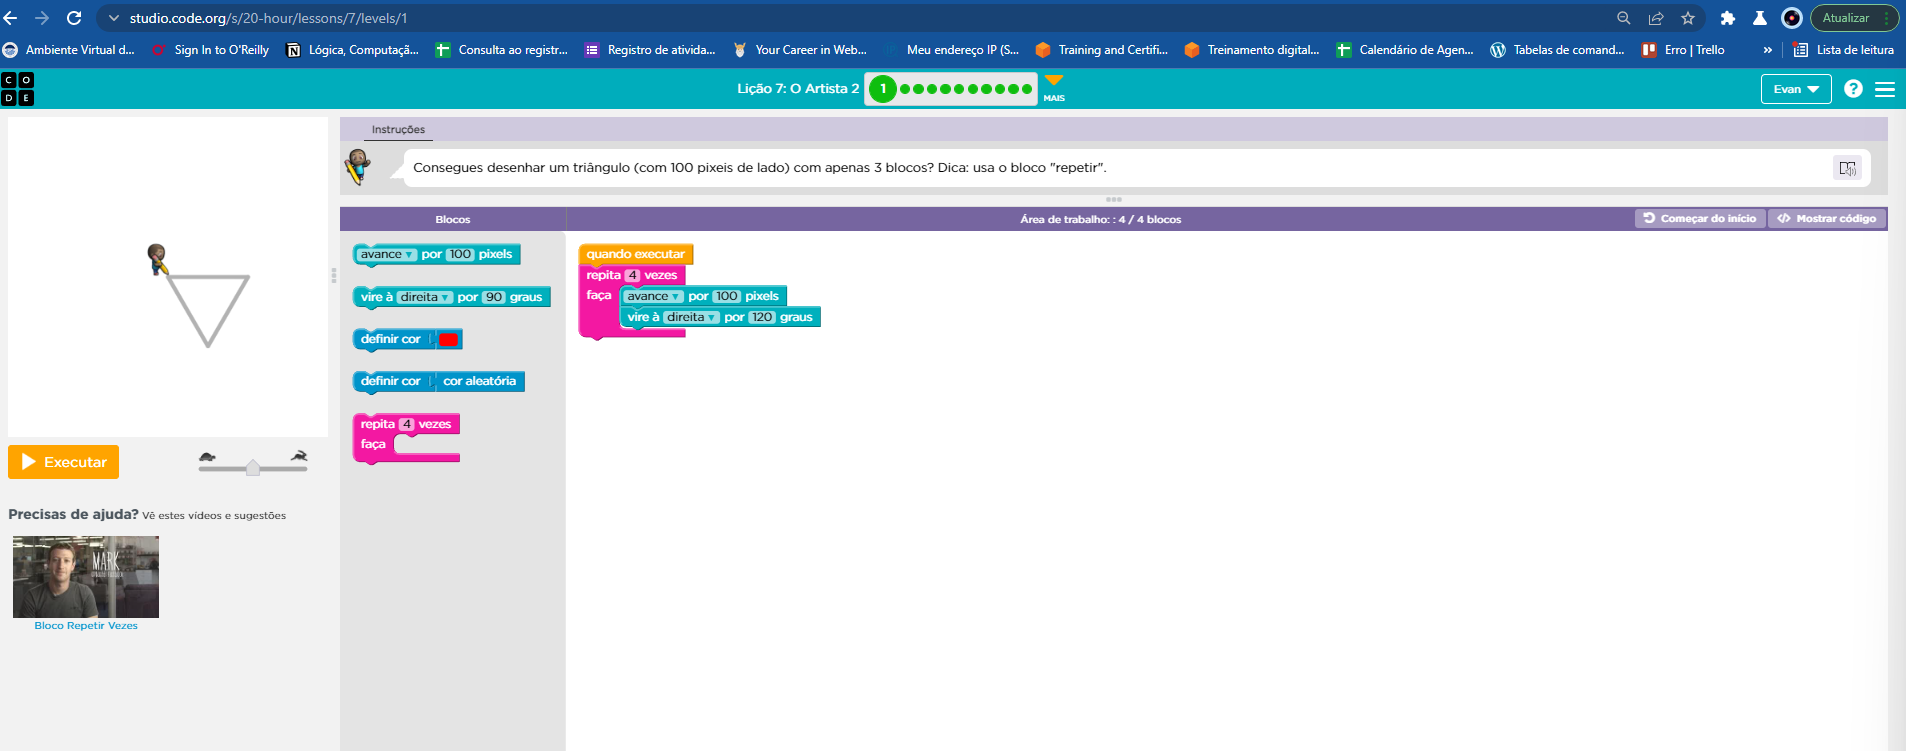 studio.code.org/s/20-hour/lessons/7/levels/1
Atualizar
Ambiente Virtual d...
Sign In to O'Reilly
Lógica, Computaçã...
Consulta ao registr...
Registro de ativida...
Your Career in Web...
Meu endereço IP (S...
Training and Certifi...
Treinamento digital...
Calendário de Agen...
Tabelas de comand...
Erro | Trello
»
Lista de leitura
C O
D E
Lição 7: O Artista 2
1
MAIS
Evan
?
Instruções
Consegues desenhar um triângulo (com 100 pixeis de lado) com apenas 3 blocos? Dica: usa o bloco "repetir".
Blocos
Área de trabalho: : 4 / 4 blocos
Começar do início
</> Mostrar código
avance por 100 pixels
vire à direita por 90 graus
definir cor
definir cor cor aleatória
repita 4 vezes
faça
quando executar
repita 4 vezes
faça avance por 100 pixels
vire à direita por 120 graus
Executar
Precisas de ajuda? Vê estes vídeos e sugestões
MARK
Bloco Repetir Vezes